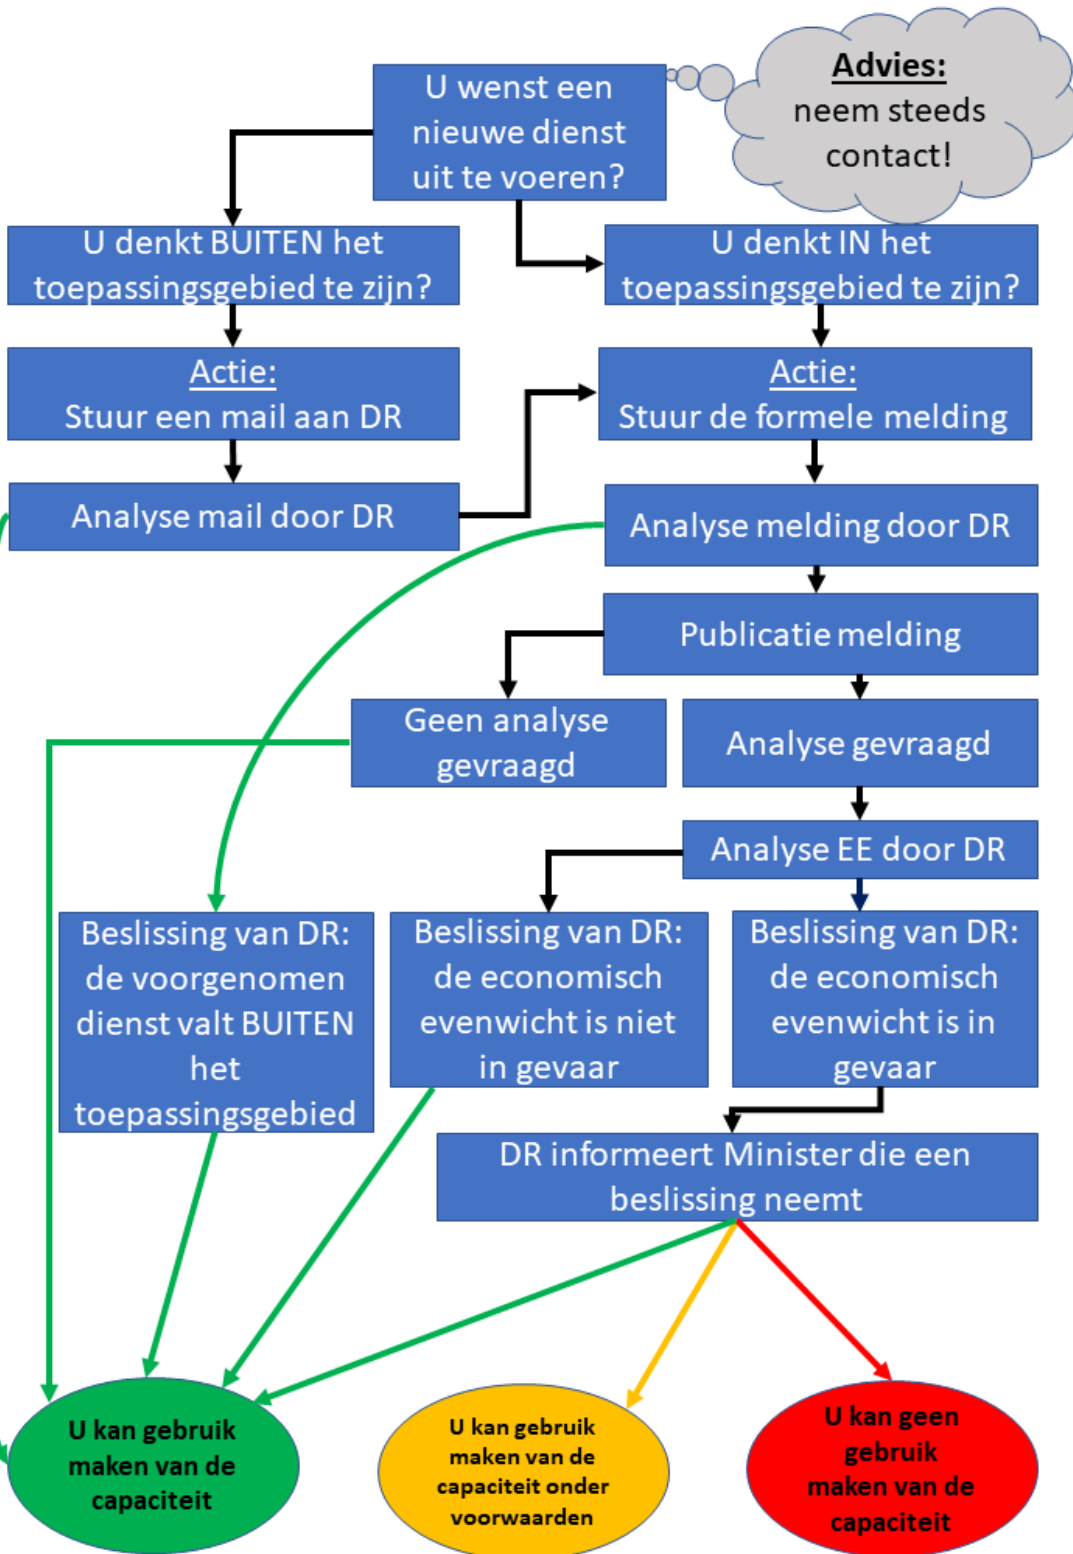 Advies:
neem steeds
contact!
U wenst een
nieuwe dienst
uit te voeren?
U denkt BUITEN het
toepassingsgebied te zijn?
U denkt IN het
toepassingsgebied te zijn?
Actie:
Stuur een mail aan DR
Actie:
Stuur de formele melding
Analyse mail door DR
Analyse melding door DR
Publicatie melding
Geen analyse
gevraagd
Analyse gevraagd
Analyse EE door DR
Beslissing van DR:
de voorgenomen
dienst valt BUITEN
het
toepassingsgebied
Beslissing van DR:
de economisch
evenwicht is niet
in gevaar
Beslissing van DR:
de economisch
evenwicht is in
gevaar
DR informeert Minister die een
beslissing neemt
U kan gebruik
maken van de
capaciteit
U kan gebruik
maken van de
capaciteit onder
voorwaarden
U kan geen
gebruik
maken van de
capaciteit